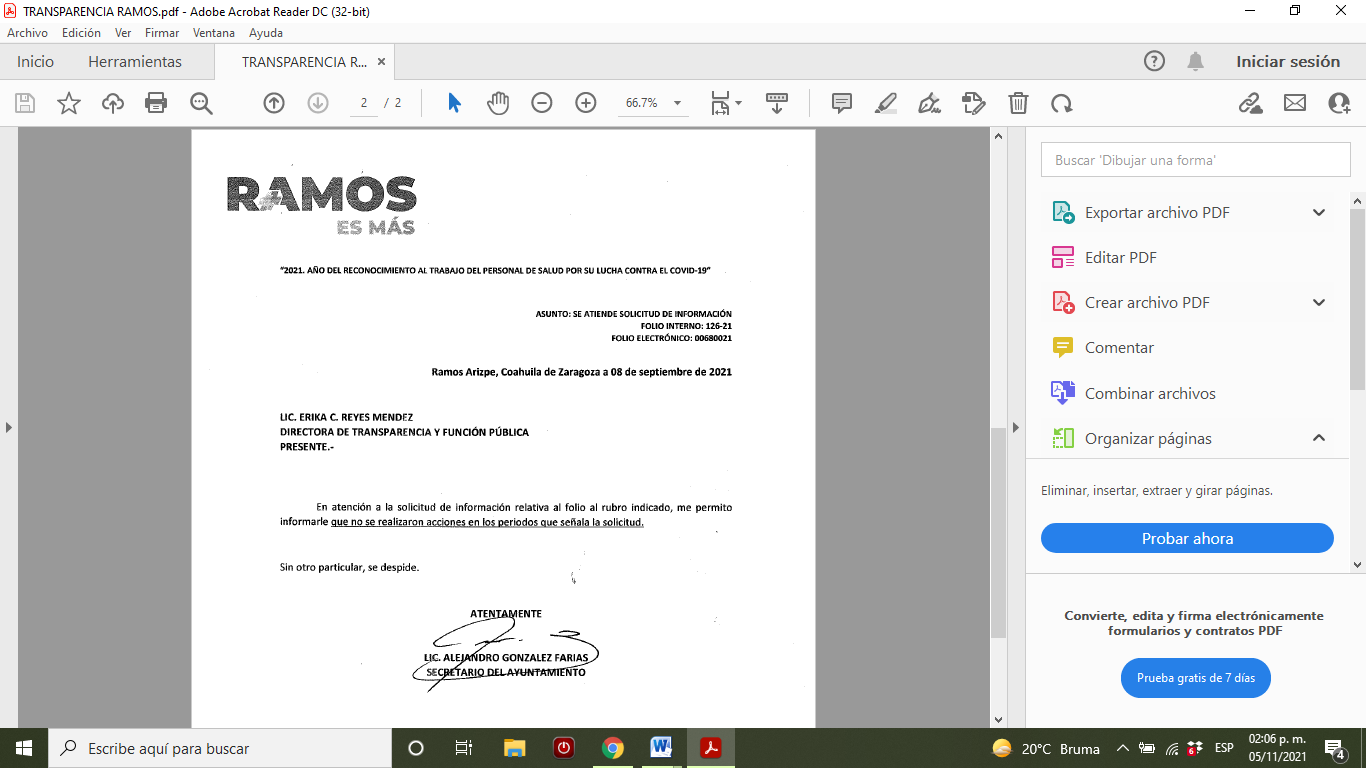 TRANSPARENCIA RAMOS.pdf - Adobe Acrobat Reader DC (32-bit)
Archivo Edición Ver Firmar Ventana Ayuda
Inicio Herramientas TRANSPARENCIA R... × Iniciar sesión
2 / 2 66.7%
RAMOS
ES MÁS
"2021. AÑO DEL RECONOCIMIENTO AL TRABAJO DEL PERSONAL DE SALUD POR SU LUCHA CONTRA EL COVID-19"
ASUNTO: SE ATIENDE SOLICITUD DE INFORMACIÓN
FOLIO INTERNO: 126-21
FOLIO ELECTRÓNICO: 00680021
Ramos Arizpe, Coahuila de Zaragoza a 08 de septiembre de 2021
LIC. ERIKA C. REYES MENDEZ
DIRECTORA DE TRANSPARENCIA Y FUNCIÓN PÚBLICA
PRESENTE.-
En atención a la solicitud de información relativa al folio al rubro indicado, me permito
informarle que no se realizaron acciones en los periodos que señala la solicitud.
Sin otro particular, se despide.
ATENTAMENTE
LIC. ALEJANDRO GONZALEZ FARIAS
SECRETARIO DEL AYUNTAMIENTO
Buscar 'Dibujar una forma'
Exportar archivo PDF
Editar PDF
Crear archivo PDF
Comentar
Combinar archivos
Organizar páginas
Eliminar, insertar, extraer y girar páginas.
Probar ahora
Convierte, edita y firma electrónicamente
formularios y contratos PDF
Prueba gratis de 7 días
Escribe aquí para buscar
20°C Bruma
6
ESP
02:06 p. m.
05/11/2021
4